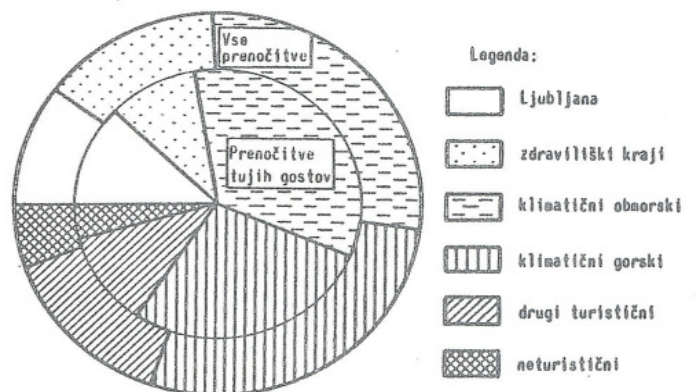 Vse
prenočitve
Prenočitve
tujih gostov
Legenda:
Ljubljana
zdraviliški kraji
klimatični obmorski
klimatični gorski
drugi turistični
neturistični